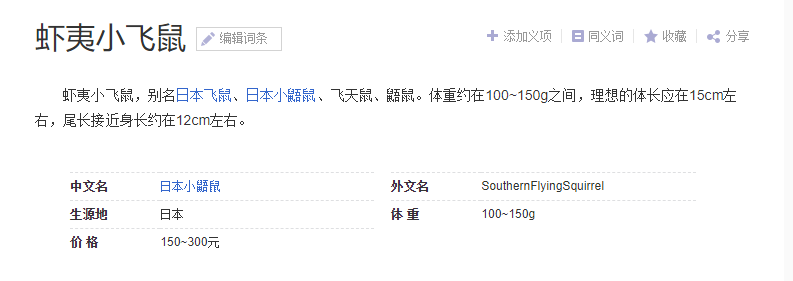 虾夷小飞鼠 编辑词条 添加义项 同义词 收藏 分享
虾夷小飞鼠，别名日本飞鼠、日本小鼯鼠、飞天鼠、鼯鼠。体重约在100~150g之间，理想的体长应在15cm左
右，尾长接近身长约在12cm左右。
中文名 日本小鼯鼠 外文名 SouthernFlyingSquirrel
生源地 日本 体 重 100~150g
价 格 150~300元